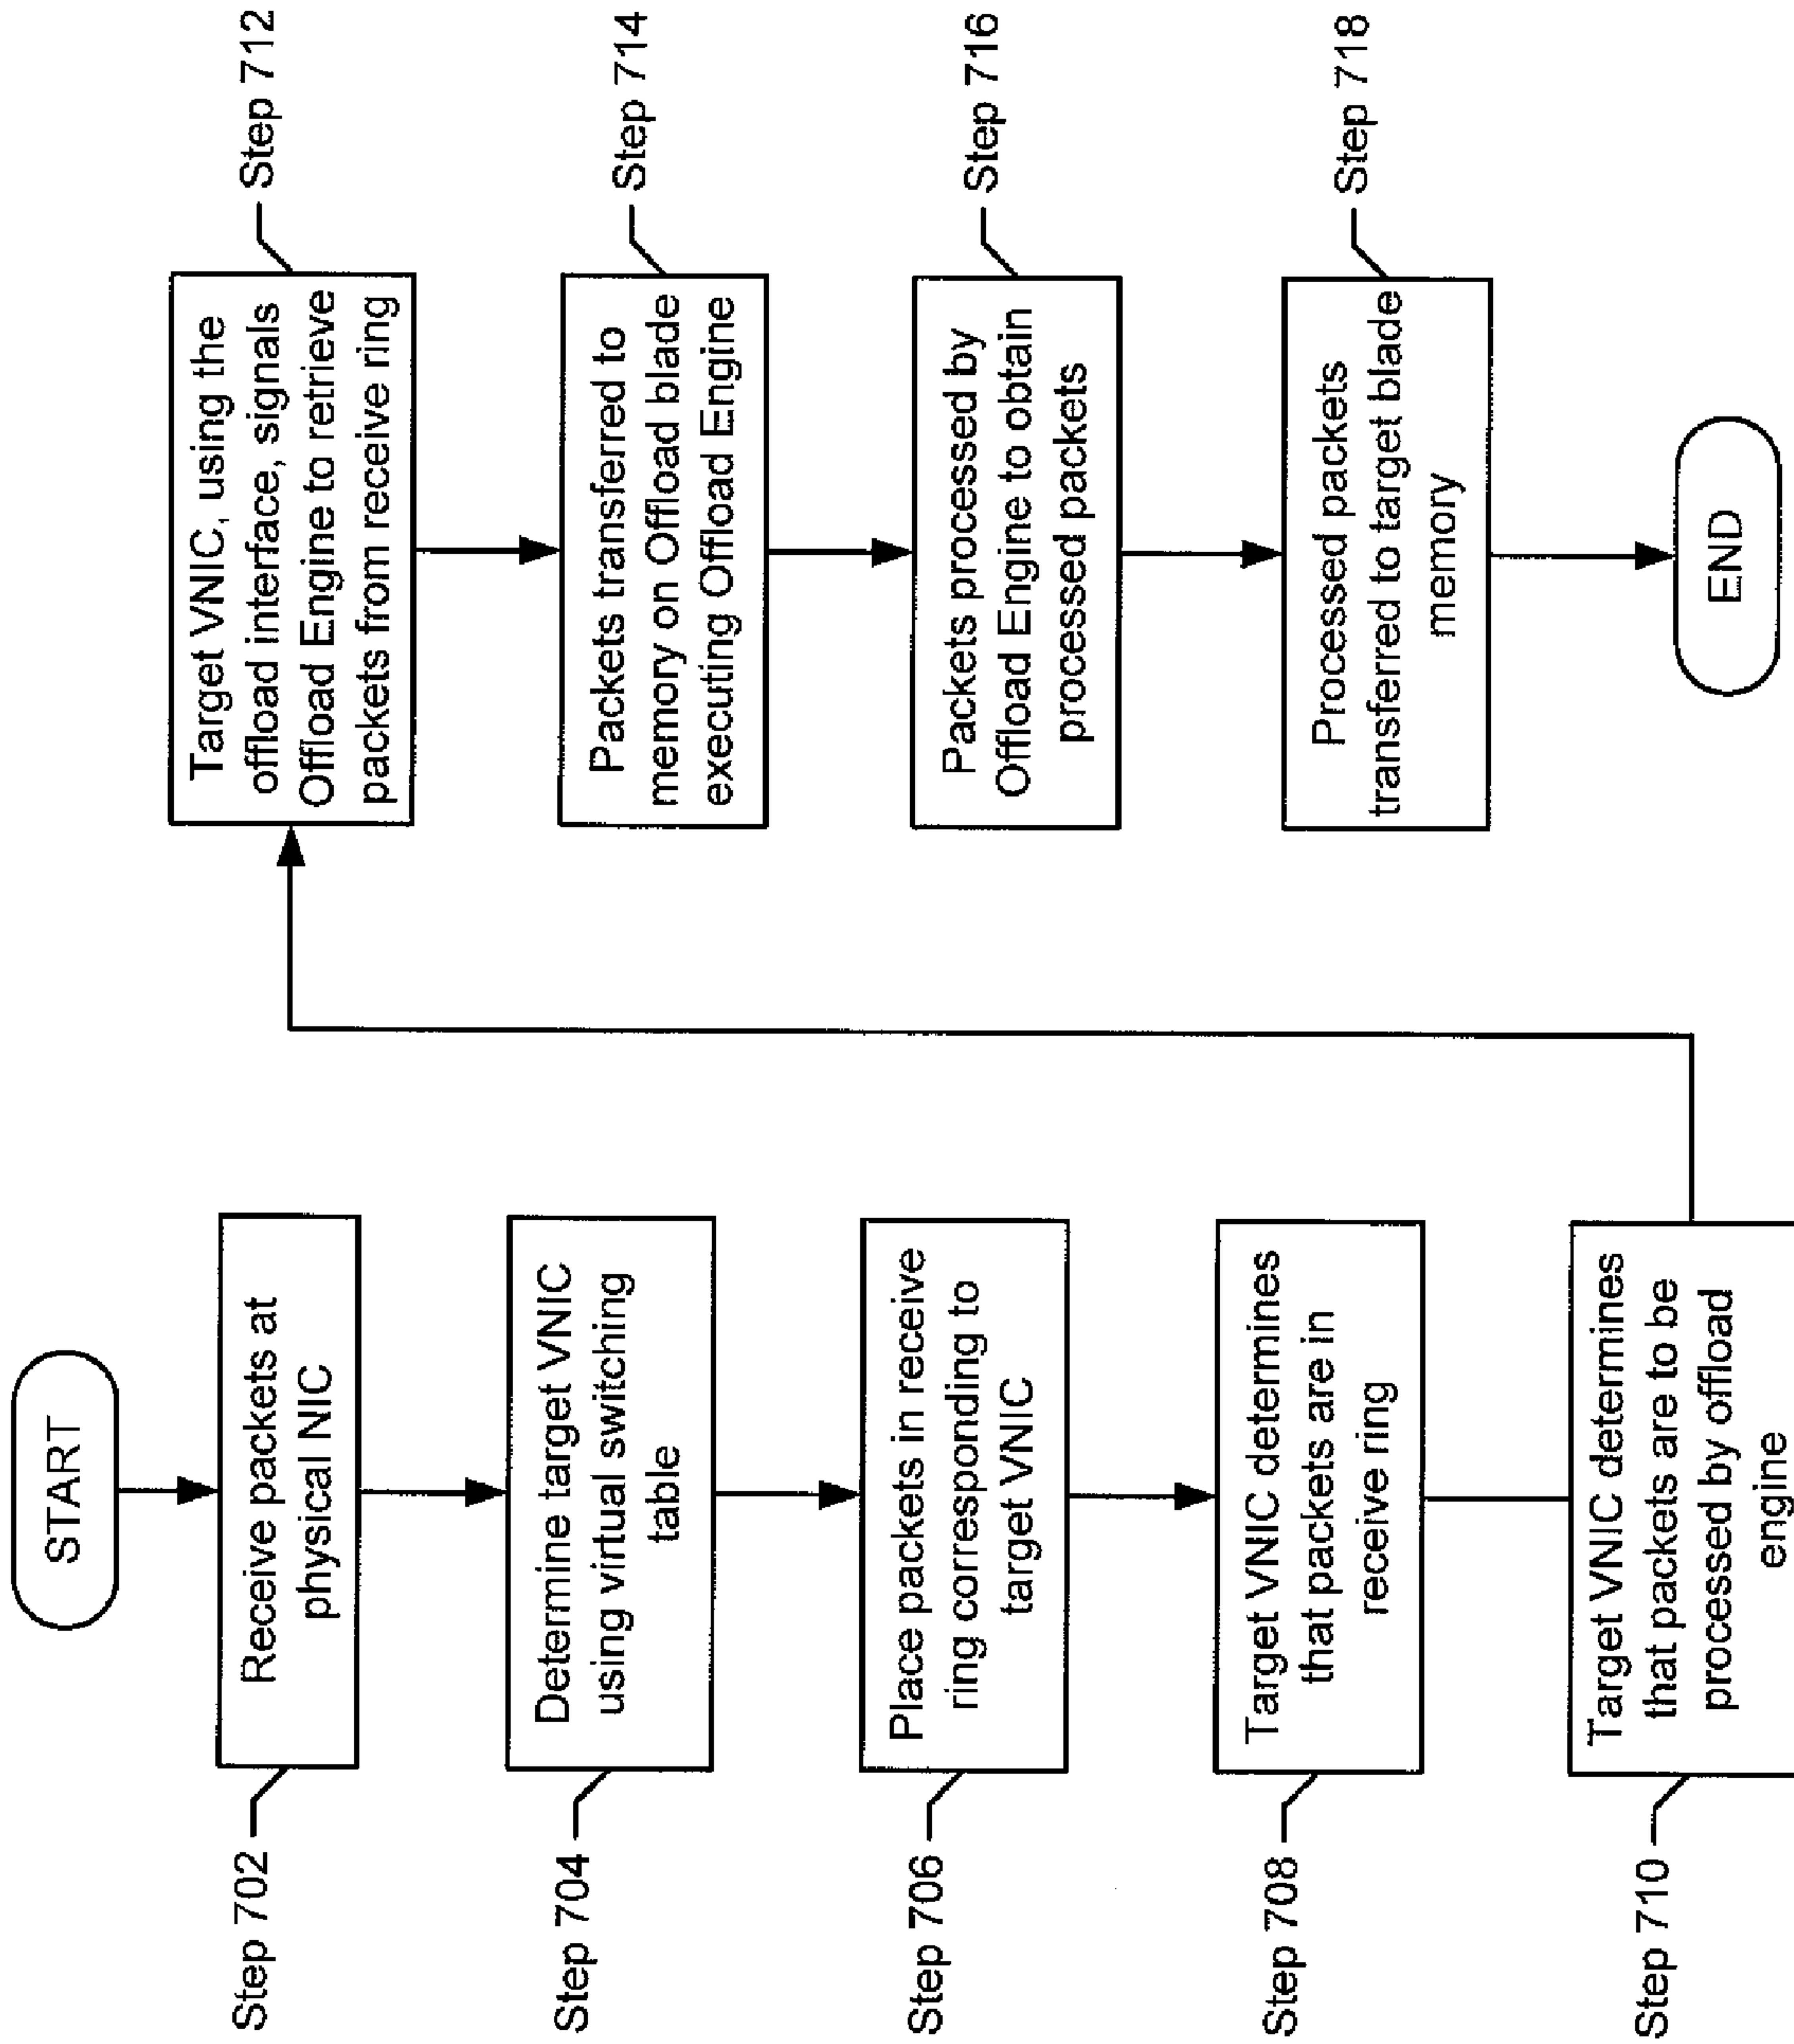 START
Step 702
Receive packets at
physical NIC
Step 704
Determine target VNIC
using virtual switching
table
Step 706
Place packets in receive
ring corresponding to
target VNIC
Step 708
Target VNIC determines
that packets are in
receive ring
Step 710
Target VNIC determines
that packets are to be
processed by offload
engine
Step 712
Target VNIC, using the
offload interface, signals
Offload Engine to retrieve
packets from receive ring
Step 714
Packets transferred to
memory on Offload blade
executing Offload Engine
Step 716
Packets processed by
Offload Engine to obtain
processed packets
Step 718
Processed packets
transferred to target blade
memory
END